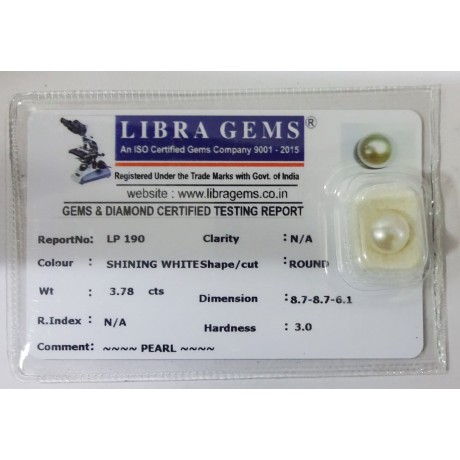 LIBRA GEMS®
An ISO Certified Gems Company 9001 - 2015
Registered Under the Trade Marks with Govt. of India
website : www.libragems.co.in
GEMS & DIAMOND CERTIFIED TESTING REPORT
ReportNo: LP 190 Clarity : N/A
Colour : SHINING WHITE Shape/cut : ROUND
Wt : 3.78 cts Dimension : 8.7-8.7-6.1
R.Index : N/A Hardness : 3.0
Comment: ~~~~ PEARL ~~~~